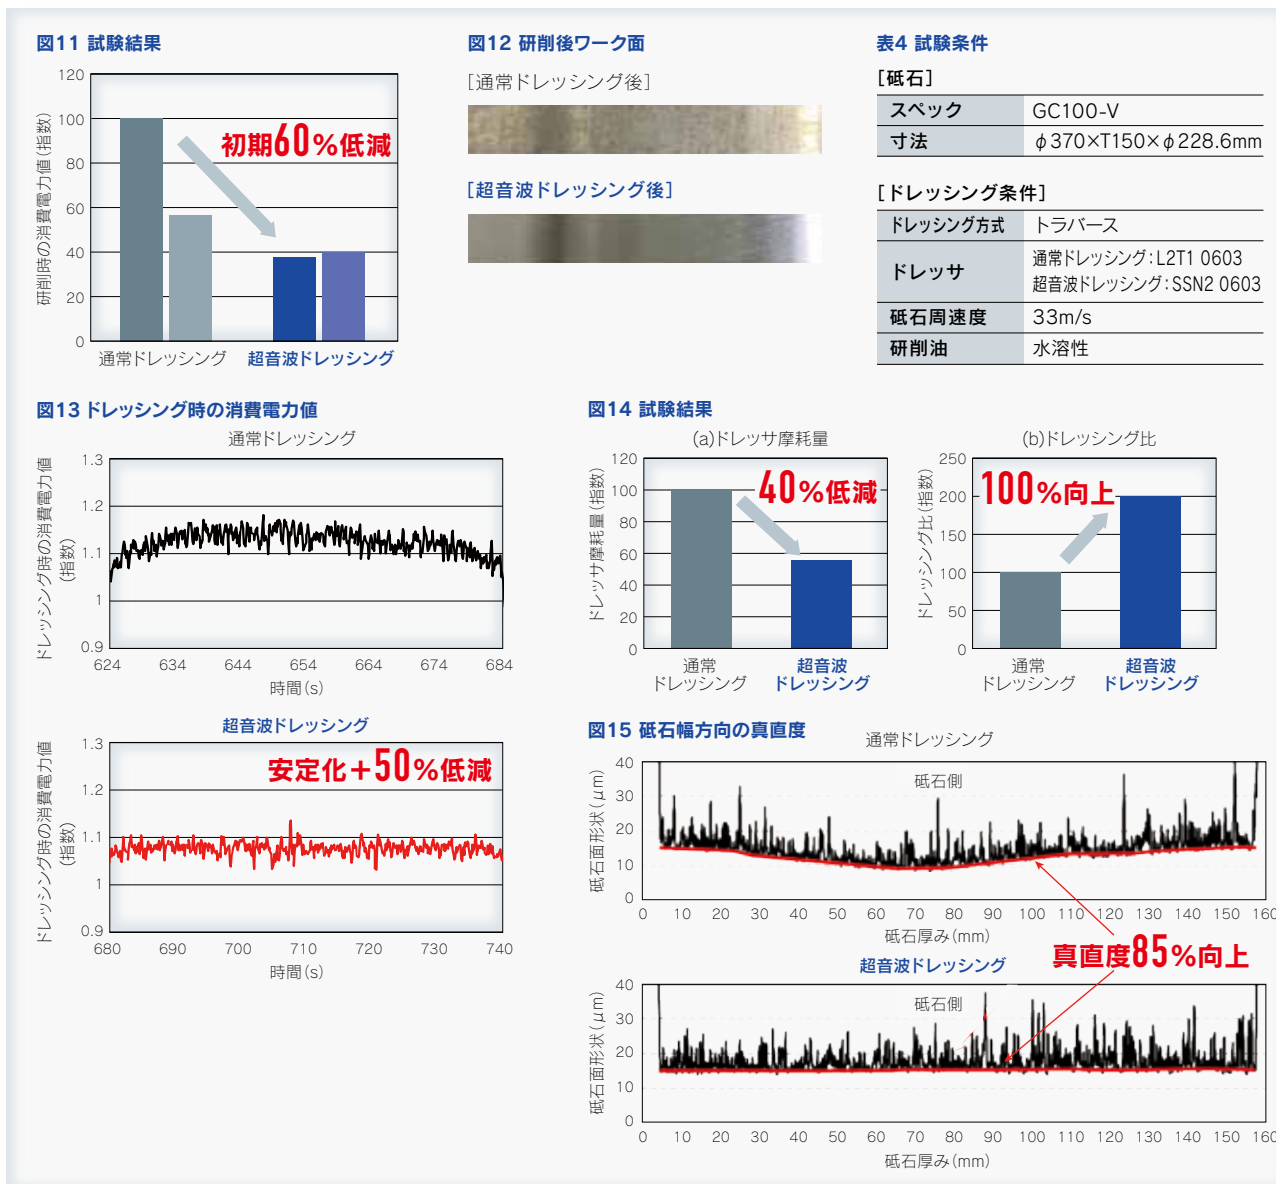 図11 試験結果
研削時の消費電力値(指数)
120
100
80
60
40
20
0
初期60%低減
通常ドレッシング
超音波ドレッシング
図12 研削後ワーク面
[通常ドレッシング後]
[超音波ドレッシング後]
表4 試験条件
[砥石]
スペック GC100-V
寸法 φ370×T150×φ228.6mm
[ドレッシング条件]
ドレッシング方式 トラバース
ドレッサ 通常ドレッシング:L2T1 0603
超音波ドレッシング:SSN2 0603
砥石周速度 33m/s
研削油 水溶性
図13 ドレッシング時の消費電力値
通常ドレッシング
ドレッシング時の消費電力値
(指数)
1.3
1.2
1.1
1
0.9
624 634 644 654 664 674 684
時間(s)
超音波ドレッシング
ドレッシング時の消費電力値
(指数)
1.3
1.2
1.1
1
0.9
安定化+50%低減
680 690 700 710 720 730 740
時間(s)
図14 試験結果
(a)ドレッサ摩耗量
ドレッサ摩耗量(指数)
120
100
80
60
40
20
0
40%低減
通常
ドレッシング
超音波
ドレッシング
(b)ドレッシング比
ドレッシング比(指数)
250
200
150
100
50
0
100%向上
通常
ドレッシング
超音波
ドレッシング
図15 砥石幅方向の真直度
通常ドレッシング
砥石面形状(μm)
40
30
20
10
0
砥石側
0 10 20 30 40 50 60 70 80 90 100 110 120 130 140 150 160
砥石厚み(mm)
真直度85%向上
超音波ドレッシング
砥石面形状(μm)
40
30
20
10
0
砥石側
0 10 20 30 40 50 60 70 80 90 100 110 120 130 140 150 160
砥石厚み(mm)